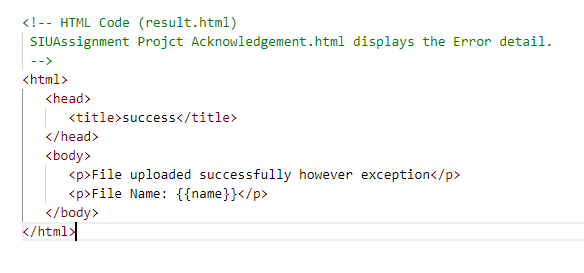 <!-- HTML Code (result.html)
SIUAssignment Projct Acknowledgement.html displays the Error detail.
-->
<html>
<head>
<title>success</title>
</head>
<body>
<p>File uploaded successfully however exception</p>
<p>File Name: {{name}}</p>
</body>
</html>